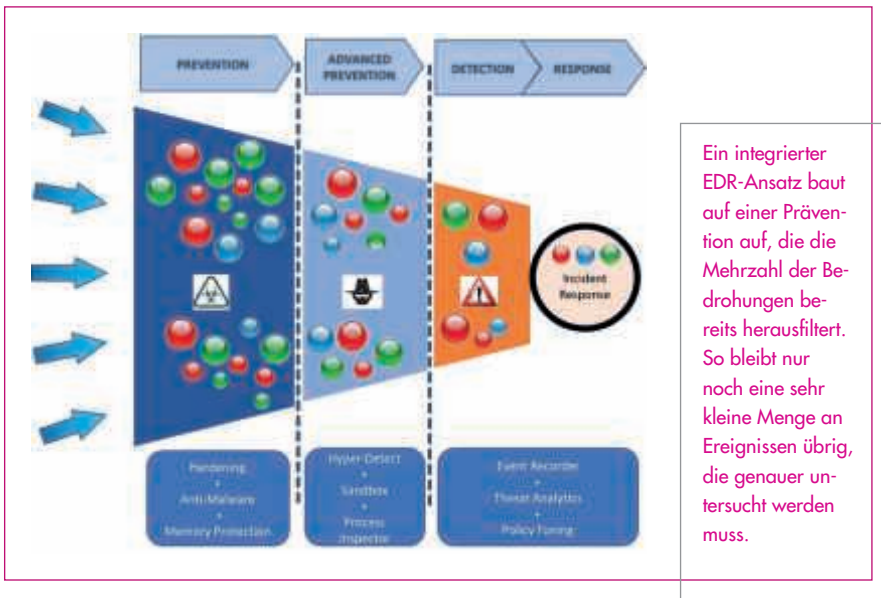 PREVENTION
ADVANCED
PREVENTION
DETECTION
RESPONSE
Incident
Response
Hardening
+
Anti-Malware
+
Memory Protection
Hyper-Detect
+
Sandbox
+
Process
Inspector
Event Recorder
+
Threat Analytics
+
Policy Tuning
Ein integrierter
EDR-Ansatz baut
auf einer Präven-
tion auf, die die
Mehrzahl der Be-
drohungen be-
reits herausfiltert.
So bleibt nur
noch eine sehr
kleine Menge an
Ereignissen übrig,
die genauer un-
tersucht werden
muss.